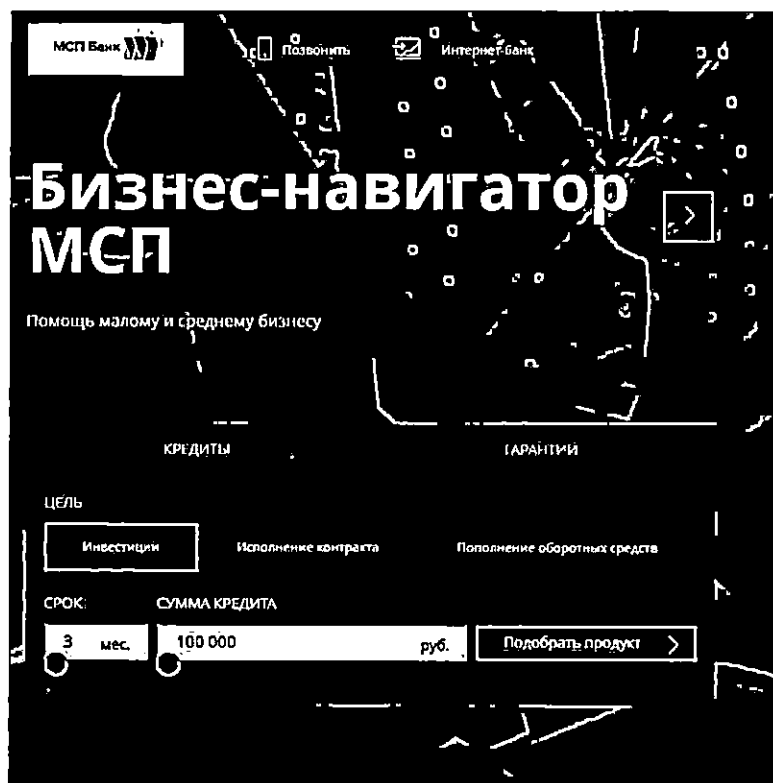 МСП Банк
Позвонить
Интернет-банк
Бизнес-навигатор
МСП
Помощь малому и среднему бизнесу
КРЕДИТЫ
ГАРАНТИИ
ЦЕЛЬ
Инвестиции
Исполнение контракта
Пополнение оборотных средств
СРОК:
СУММА КРЕДИТА
3 мес.
100 000 руб.
Подобрать продукт